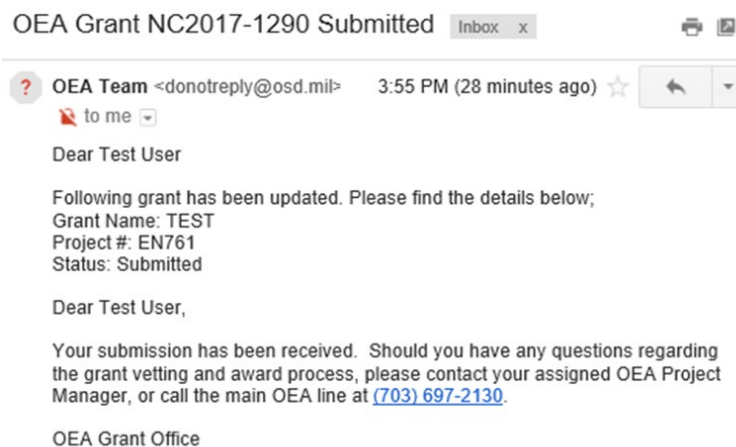 OEA Grant NC2017-1290 Submitted Inbox x
? OEA Team <donotreply@osd.mil> 3:55 PM (28 minutes ago)
to me
Dear Test User
Following grant has been updated. Please find the details below;
Grant Name: TEST
Project #: EN761
Status: Submitted
Dear Test User,
Your submission has been received. Should you have any questions regarding
the grant vetting and award process, please contact your assigned OEA Project
Manager, or call the main OEA line at (703) 697-2130.
OEA Grant Office